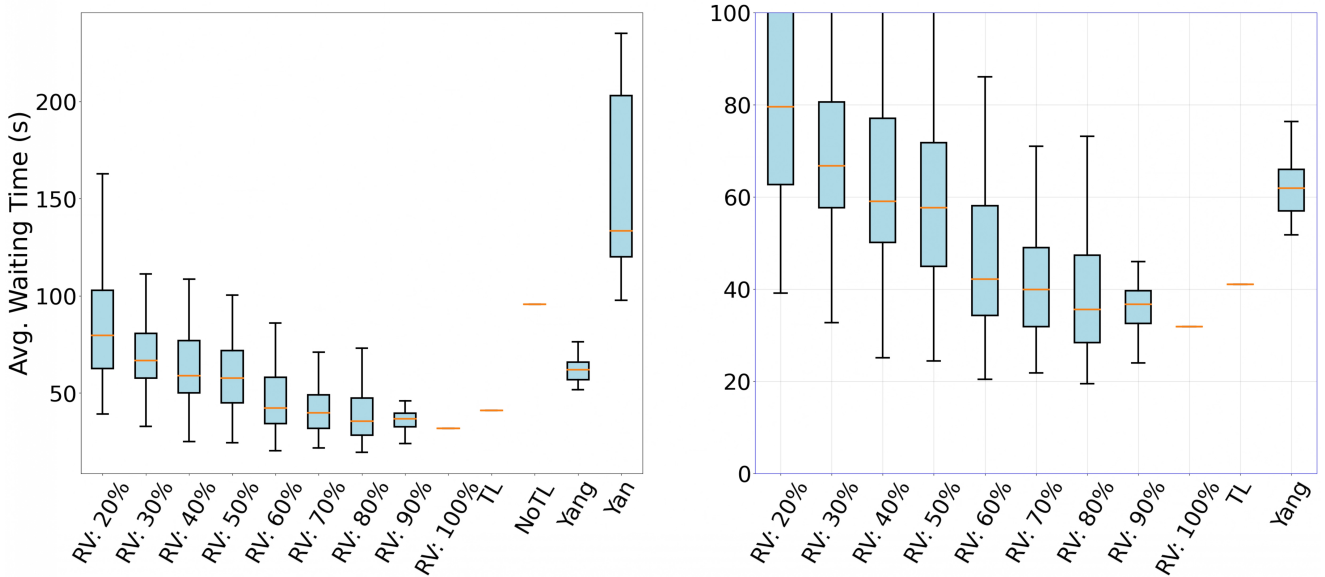 Avg. Waiting Time (s)
200
150
100
50
RV: 20%
RV: 30%
RV: 40%
RV: 50%
RV: 60%
RV: 70%
RV: 80%
RV: 90%
RV: 100%
TL
NoTL
Yang
Yan
100
80
60
40
20
0
RV: 20%
RV: 30%
RV: 40%
RV: 50%
RV: 60%
RV: 70%
RV: 80%
RV: 90%
RV: 100%
TL
Yang